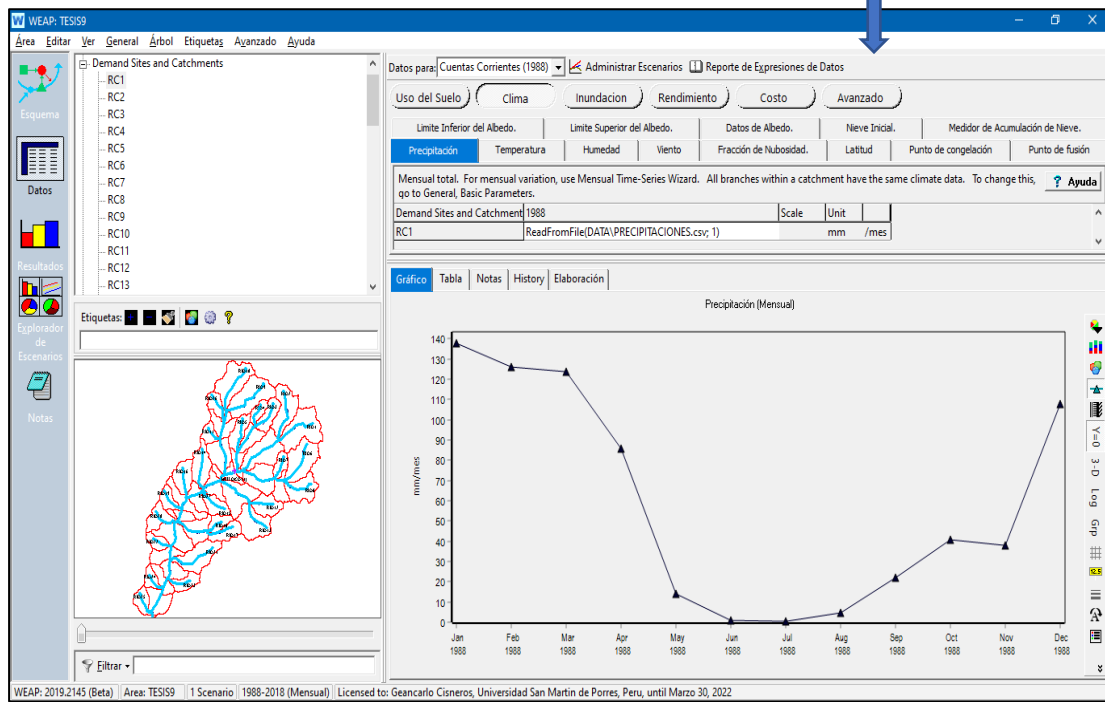 WEAP: TESIS9
Área Editar Ver General Árbol Etiquetas Avanzado Ayuda
Esquema
Datos
Resultados
Explorador
de
Escenarios
Notas
Demand Sites and Catchments
RC1
RC2
RC3
RC4
RC5
RC6
RC7
RC8
RC9
RC10
RC11
RC12
RC13
Etiquetas:
Filtrar
Datos para: Cuentas Corrientes (1988) Administrar Escenarios Reporte de Expresiones de Datos
Uso del Suelo Clima Inundacion Rendimiento Costo Avanzado
Limite Inferior del Albedo. Limite Superior del Albedo. Datos de Albedo. Nieve Inicial. Medidor de Acumulación de Nieve.
Precipitación Temperatura Humedad Viento Fracción de Nubosidad. Latitud Punto de congelación Punto de fusión
Mensual total. For mensual variation, use Mensual Time-Series Wizard. All branches within a catchment have the same climate data. To change this,
go to General, Basic Parameters.
? Ayuda
Demand Sites and Catchment 1988 Scale Unit
RC1 ReadFromFile(DATA\PRECIPITACIONES.csv; 1) mm /mes
Gráfico Tabla Notas History Elaboración
Precipitación (Mensual)
mm/mes
140
130
120
110
100
90
80
70
60
50
40
30
20
10
0
Jan Feb Mar Apr May Jun Jul Aug Sep Oct Nov Dec
1988 1988 1988 1988 1988 1988 1988 1988 1988 1988 1988 1988
Y=0
3-D
Log
Grp
12.5
WEAP: 2019.2145 (Beta) Area: TESIS9 1 Scenario 1988-2018 (Mensual) Licensed to: Geancarlo Cisneros, Universidad San Martin de Porres, Peru, until Marzo 30, 2022